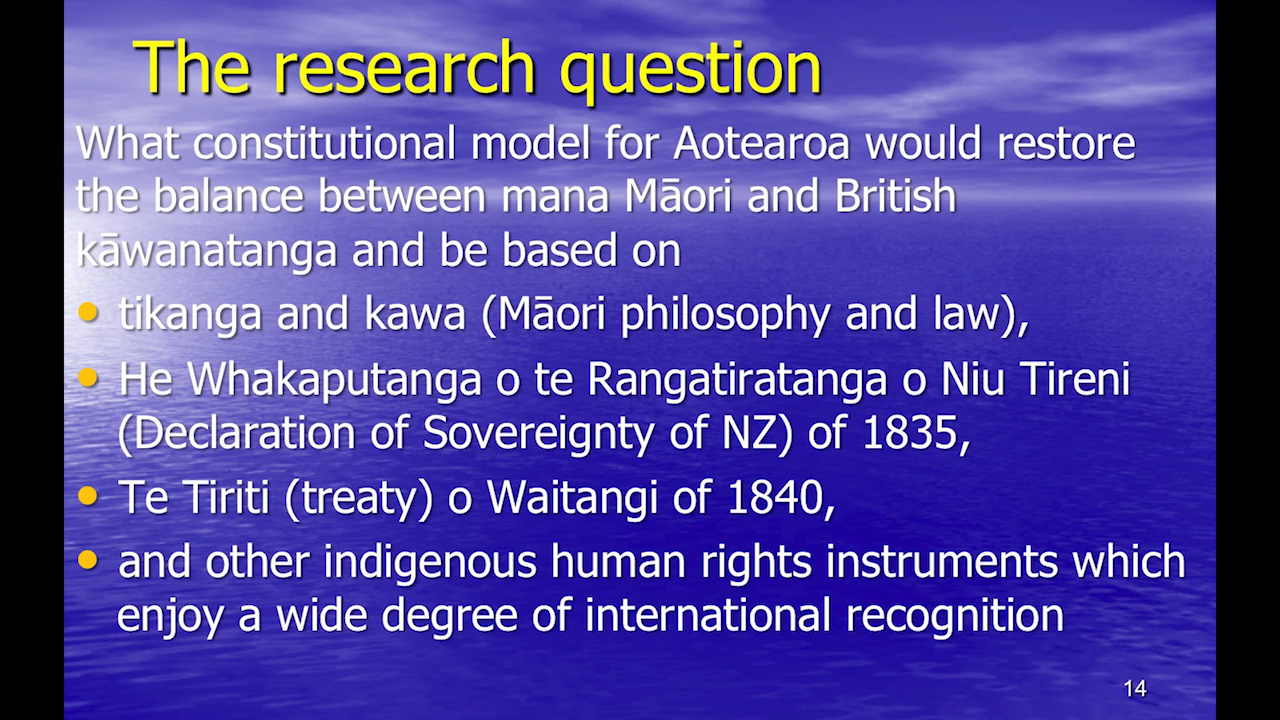 The research question
What constitutional model for Aotearoa would restore
the balance between mana Māori and British
kāwanatanga and be based on
• tikanga and kawa (Māori philosophy and law),
• He Whakaputanga o te Rangatiratanga o Niu Tireni
(Declaration of Sovereignty of NZ) of 1835,
• Te Tiriti (treaty) o Waitangi of 1840,
• and other indigenous human rights instruments which
enjoy a wide degree of international recognition
14